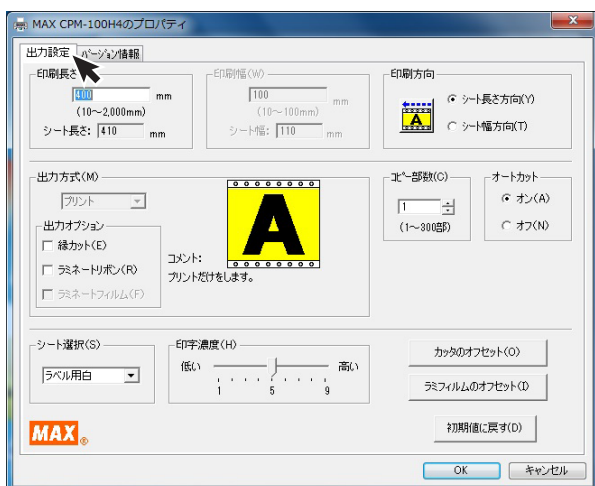 MAX CPM-100H4のプロパティ
出力設定
バージョン情報
印刷長さ
400 mm
(10～2,000mm)
シート長さ: 410 mm
印刷幅(W)
100 mm
(10～100mm)
シート幅: 110 mm
印刷方向
A
シート長さ方向(Y)
シート幅方向(T)
出力方式(M)
プリント
出力オプション
縁カット(E)
ラミネートリボン(R)
ラミネートフィルム(F)
A
コメント:
プリントだけをします。
コピー部数(C)
1
(1～300部)
オートカット
オン(A)
オフ(N)
シート選択(S)
ラベル用白
印字濃度(H)
低い 高い
1 5 9
カッタのオフセット(O)
ラミフィルムのオフセット(I)
初期値に戻す(D)
MAX®
OK
キャンセル